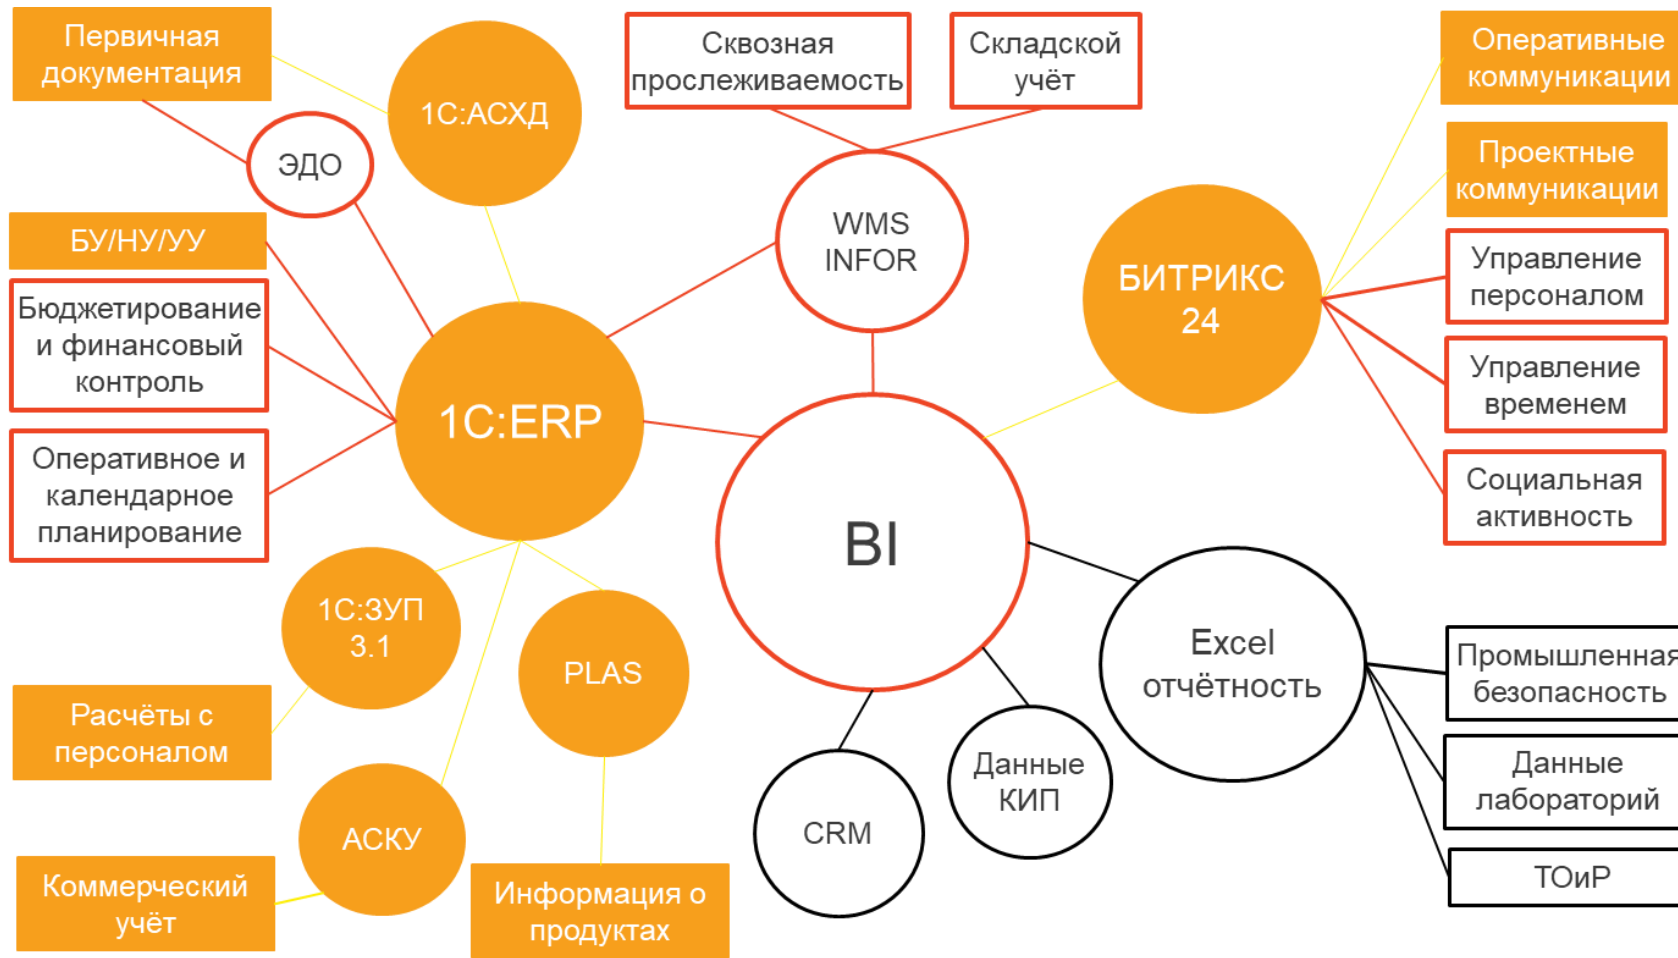 Первичная
документация
1С:АСХД
ЭДО
Сквозная
прослеживаемость
Складской
учёт
WMS
INFOR
Оперативные
коммуникации
Проектные
коммуникации
БИТРИКС
24
Управление
персоналом
Управление
временем
Социальная
активность
БУ/НУ/УУ
Бюджетирование
и финансовый
контроль
Оперативное и
календарное
планирование
1С:ERP
BI
1С:ЗУП
3.1
PLAS
Расчёты с
персоналом
АСКУ
Коммерческий
учёт
Информация о
продуктах
CRM
Данные
КИП
Excel
отчётность
Промышленная
безопасность
Данные
лабораторий
ТОиР